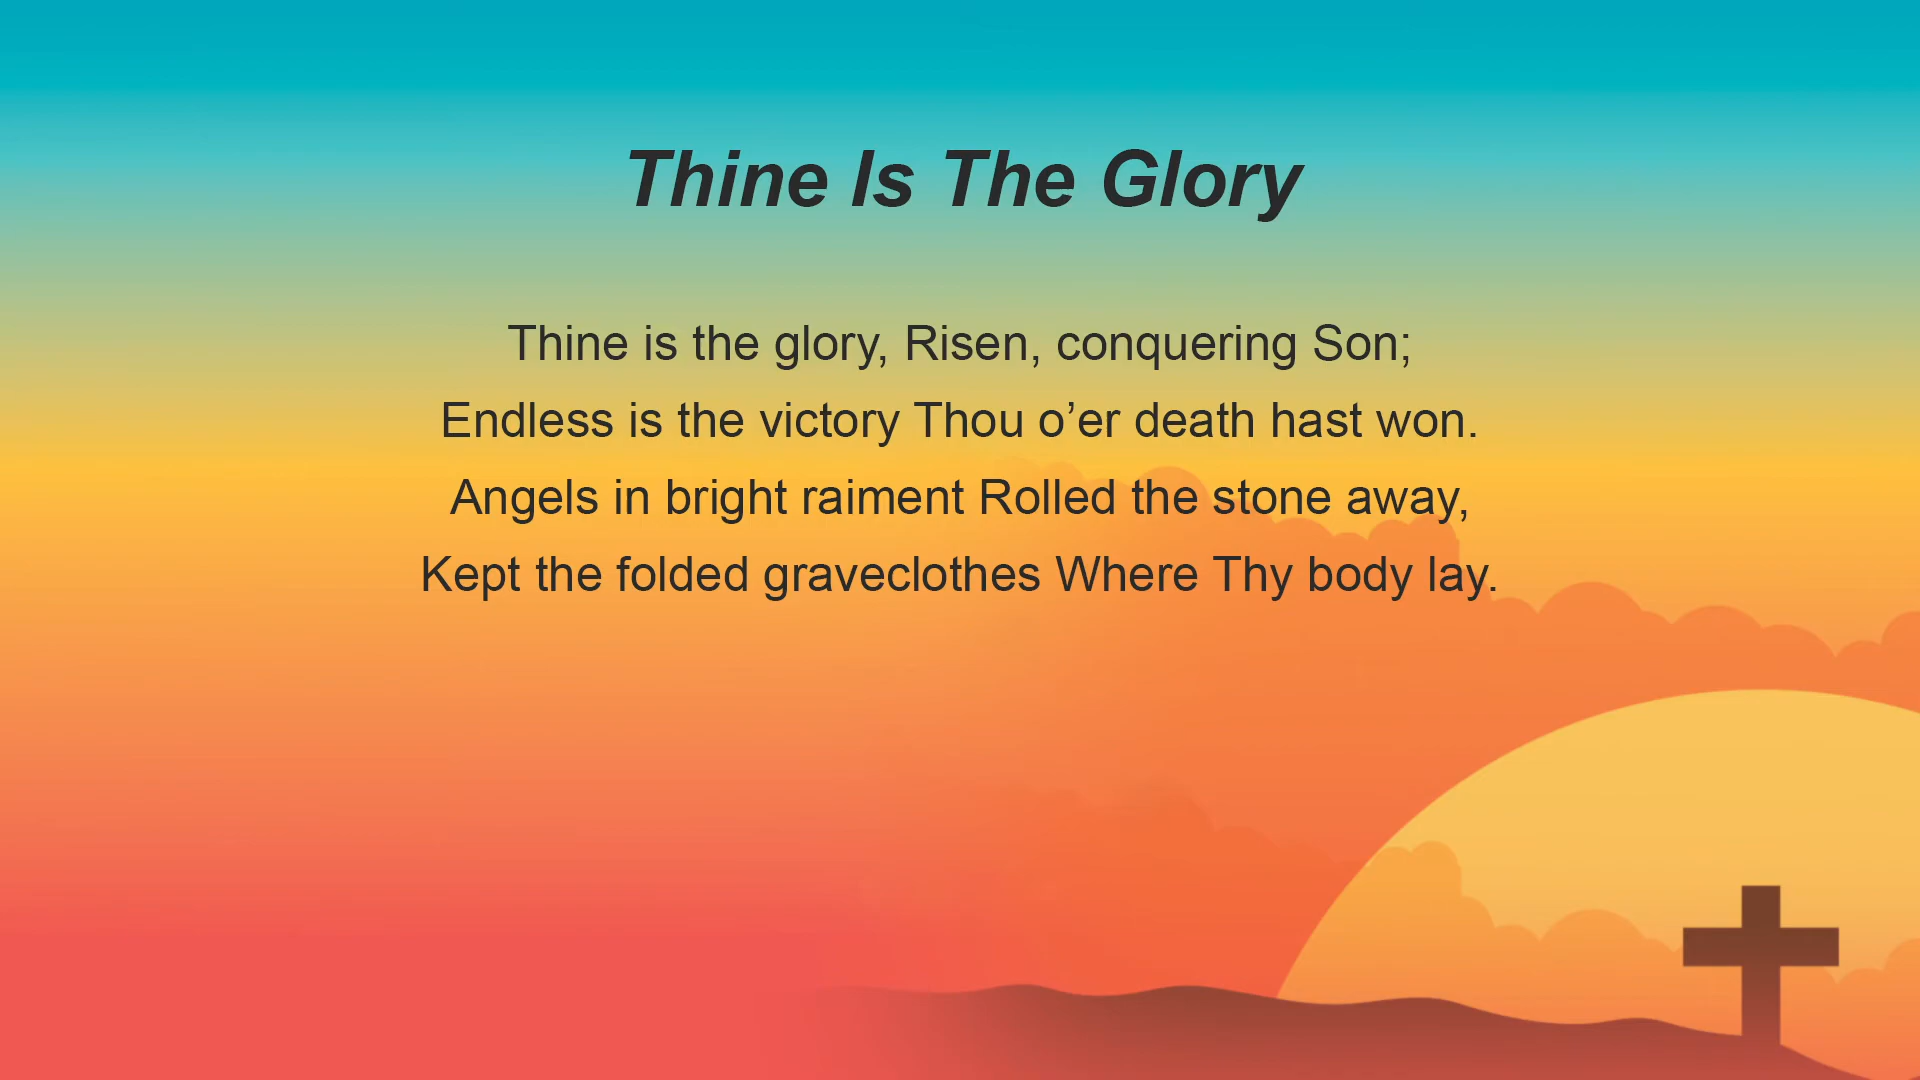 Thine Is The Glory
Thine is the glory, Risen, conquering Son;
Endless is the victory Thou o’er death hast won.
Angels in bright raiment Rolled the stone away,
Kept the folded graveclothes Where Thy body lay.